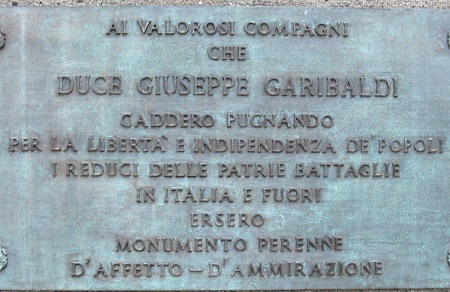 AI VALOROSI COMPAGNI
CHE
DUCE GIUSEPPE GARIBALDI
CADDERO PUGNANDO
PER LA LIBERTÀ E INDIPENDENZA DE' POPOLI
I REDUCI DELLE PATRIE BATTAGLIE
IN ITALIA E FUORI
ERSERO
MONUMENTO PERENNE
D'AFFETTO – D'AMMIRAZIONE